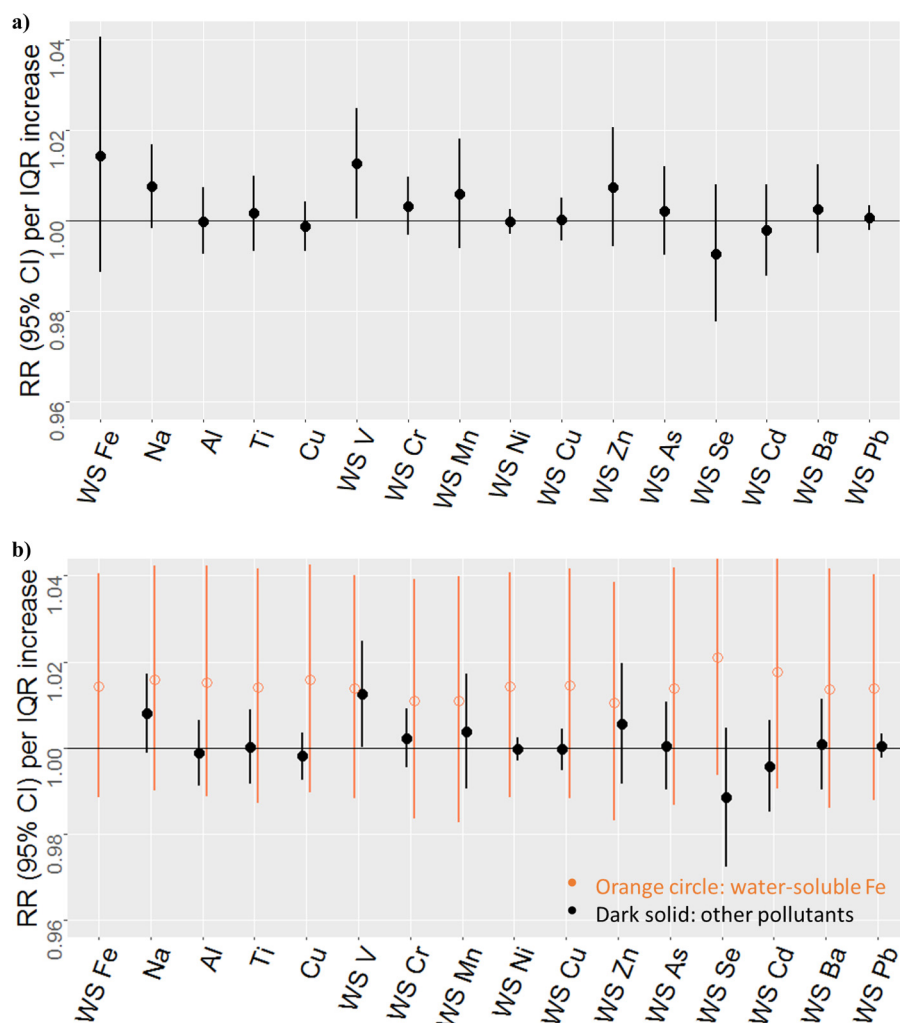 a)
RR (95% CI) per IQR increase
1.04
1.02
1.00
0.98
0.96
WS Fe
Na
Al
Ti
Cu
WS V
WS Cr
WS Mn
WS Ni
WS Cu
WS Zn
WS As
WS Se
WS Cd
WS Ba
WS Pb
b)
RR (95% CI) per IQR increase
1.04
1.02
1.00
0.98
0.96
Orange circle: water-soluble Fe
Dark solid: other pollutants
WS Fe
Na
Al
Ti
Cu
WS V
WS Cr
WS Mn
WS Ni
WS Cu
WS Zn
WS As
WS Se
WS Cd
WS Ba
WS Pb